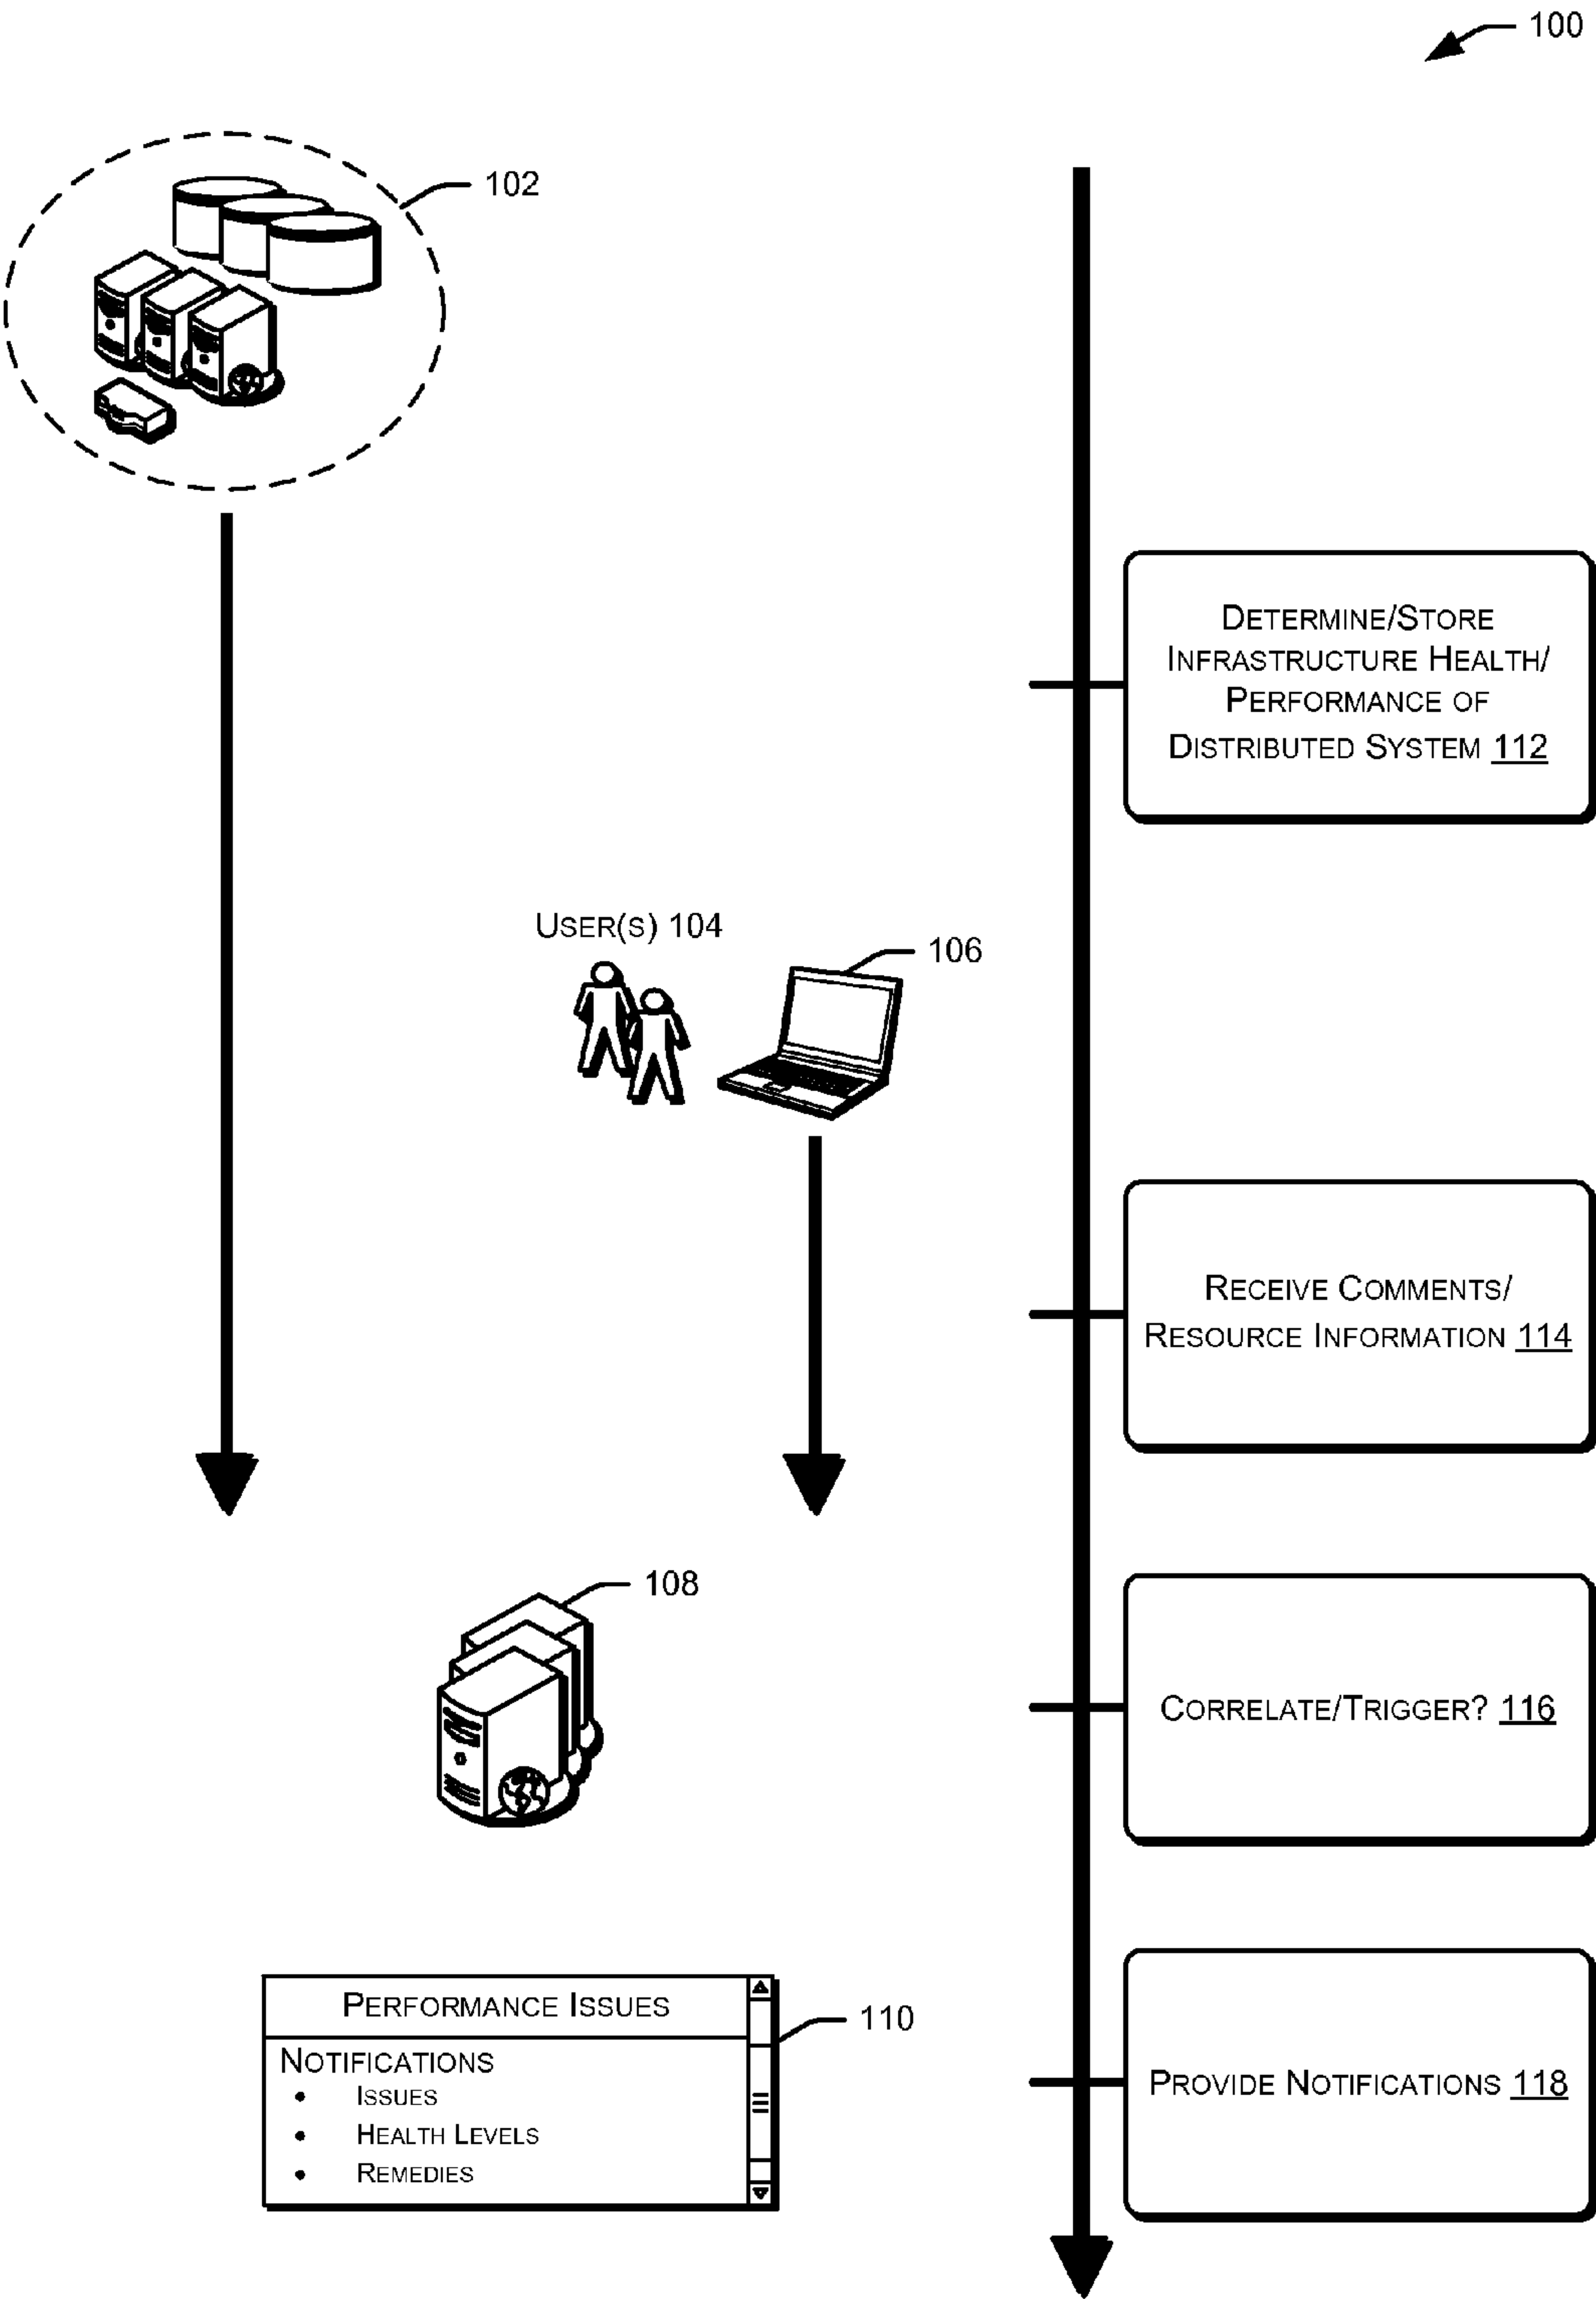 100
102
DETERMINE/STORE
INFRASTRUCTURE HEALTH/
PERFORMANCE OF
DISTRIBUTED SYSTEM 112
USER(S) 104
106
RECEIVE COMMENTS/
RESOURCE INFORMATION 114
108
CORRELATE/TRIGGER? 116
PERFORMANCE ISSUES
110
NOTIFICATIONS
• ISSUES
• HEALTH LEVELS
• REMEDIES
PROVIDE NOTIFICATIONS 118